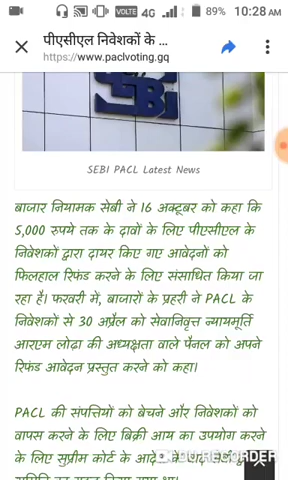 VOLTE 4G 89% 10:28 AM
पीएसीएल निवेशकों के ...
https://www.paclvoting.gq
SEBI
SEBI PACL Latest News
बाजार नियामक सेबी ने 16 अक्टूबर को कहा कि
5,000 रुपये तक के दावों के लिए पीएसीएल के
निवेशकों द्वारा दायर किए गए आवेदनों को
फिलहाल रिफंड करने के लिए संसाधित किया जा
रहा है। फरवरी में, बाजारों के प्रहरी ने PACL के
निवेशकों से 30 अप्रैल को सेवानिवृत्त न्यायमूर्ति
आरएम लोढ़ा की अध्यक्षता वाले पैनल को अपने
रिफंड आवेदन प्रस्तुत करने को कहा।
PACL की संपत्तियों को बेचने और निवेशकों को
वापस करने के लिए बिक्री आय का उपयोग करने
के लिए सुप्रीम कोर्ट के